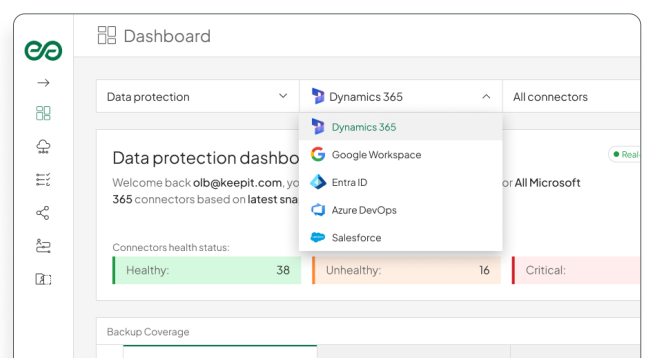 Dashboard
Data protection
Dynamics 365
All connectors
Dynamics 365
Google Workspace
Entra ID
Azure DevOps
Salesforce
Data protection dashbo
Real-
Welcome back olb@keepit.com, yo
or All Microsoft
365 connectors based on latest sna
Connectors health status:
Healthy: 38
Unhealthy: 16
Critical:
Backup Coverage